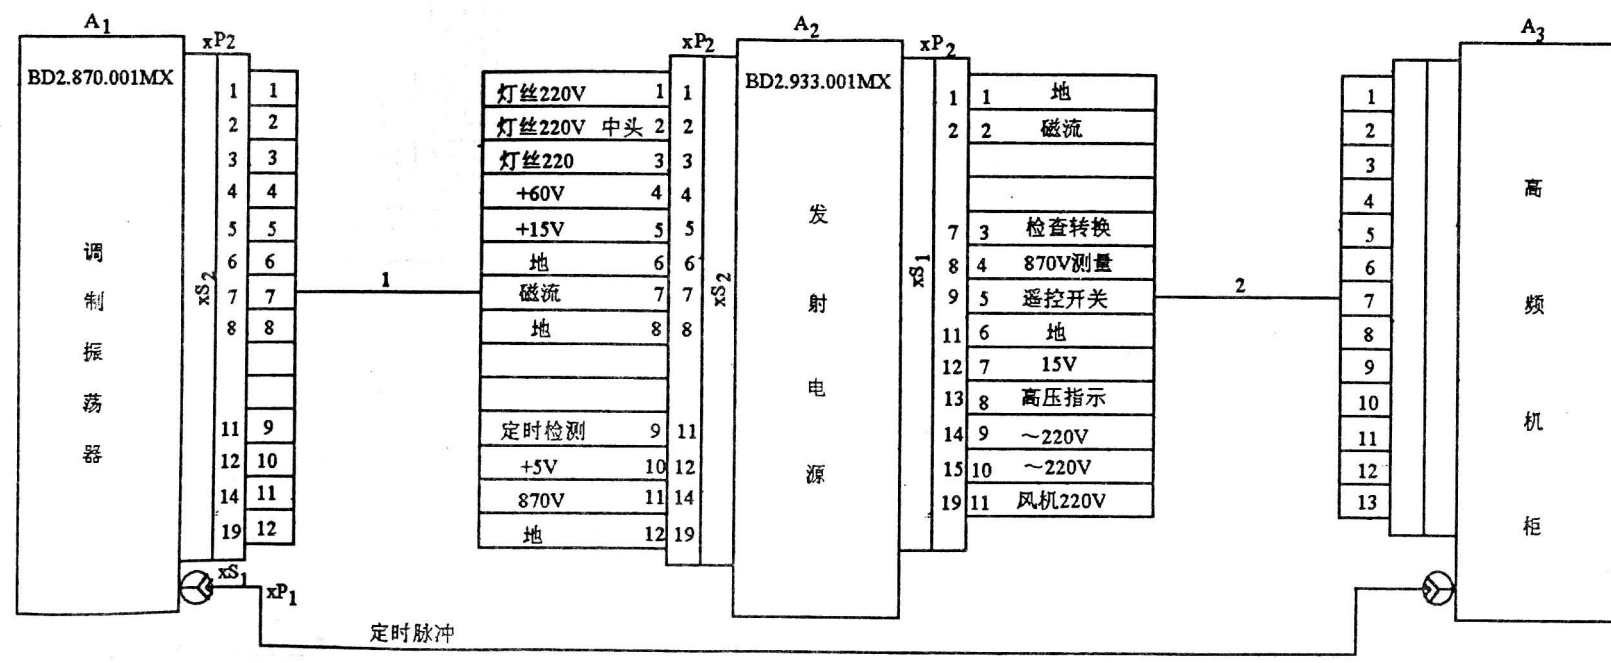 A1
xP2
BD2.870.001MX
调制振荡器
xS2
1 1
2 2
3 3
4 4
5 5
6 6
7 7
8 8
11 9
12 10
14 11
19 12
xS1
xP1
1
定时脉冲
xP2
A2
xP2
灯丝220V 1 1
灯丝220V 中头 2 2
灯丝220 3 3
+60V 4 4
+15V 5 5
地 6 6
磁流 7 7
地 8 8
定时检测 9 11
+5V 10 12
870V 11 14
地 12 19
xS2
BD2.933.001MX
发射电源
xS1
1 1 地
2 2 磁流
7 3 检查转换
8 4 870V测量
9 5 遥控开关
11 6 地
12 7 15V
13 8 高压指示
14 9 ～220V
15 10 ～220V
19 11 风机220V
2
A3
1
2
3
4
5
6
7
8
9
10
11
12
13
高频机柜